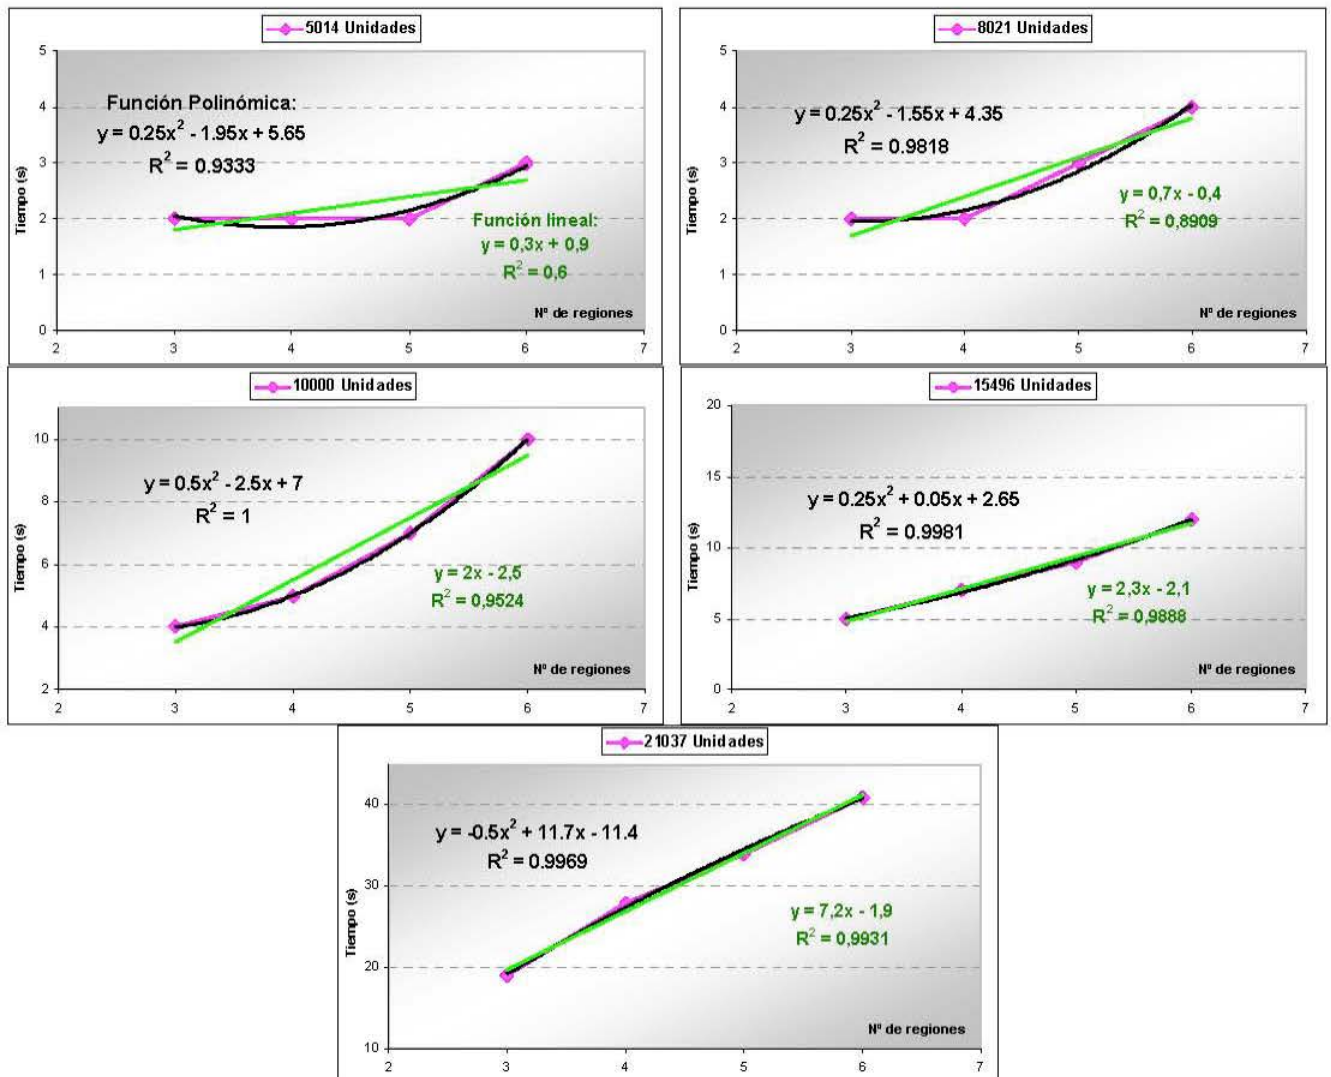 5014 Unidades
Tiempo (s)
5
4
3
2
1
0
Función Polinómica:
y = 0.25x² - 1.95x + 5.65
R² = 0.9333
Función lineal:
y = 0,3x + 0,9
R² = 0,6
Nº de regiones
2 3 4 5 6 7
8021 Unidades
Tiempo (s)
5
4
3
2
1
0
y = 0.25x² - 1.55x + 4.35
R² = 0.9818
y = 0,7x - 0,4
R² = 0,8909
Nº de regiones
2 3 4 5 6 7
10000 Unidades
Tiempo (s)
10
8
6
4
2
y = 0.5x² - 2.5x + 7
R² = 1
y = 2x - 2,5
R² = 0,9524
Nº de regiones
2 3 4 5 6 7
15496 Unidades
Tiempo (s)
20
15
10
5
0
y = 0.25x² + 0.05x + 2.65
R² = 0.9981
y = 2,3x - 2,1
R² = 0,9888
Nº de regiones
2 3 4 5 6 7
21037 Unidades
Tiempo (s)
40
30
20
10
y = -0.5x² + 11.7x - 11.4
R² = 0.9969
y = 7,2x - 1,9
R² = 0,9931
Nº de regiones
2 3 4 5 6 7